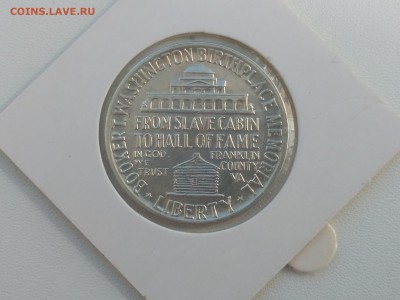 COINS.LAVE.RU
BOOKER T. WASHINGTON BIRTHPLACE MEMORIAL
FROM SLAVE CABIN
TO HALL OF FAME
IN GOD FRANKLIN
WE COUNTY
TRUST VA
★ LIBERTY ★